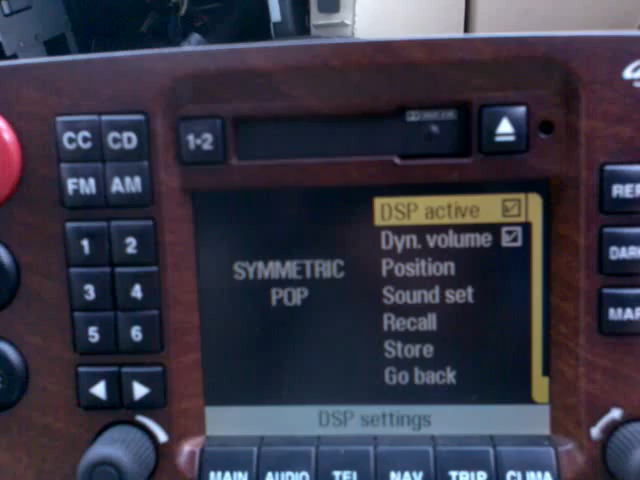 CC CD
1·2
FM AM
1 2
3 4
5 6
SYMMETRIC
POP
DSP active
Dyn. volume
Position
Sound set
Recall
Store
Go back
DSP settings
MAIN AUDIO TEL NAV TRIP CLIMA